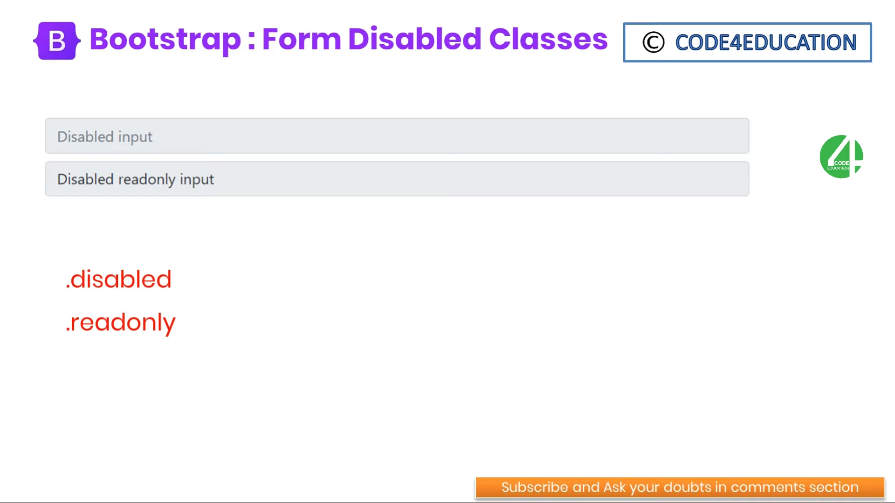 B Bootstrap : Form Disabled Classes
© CODE4EDUCATION
Disabled input
Disabled readonly input
4
CODE
EDUCATION
.disabled
.readonly
Subscribe and Ask your doubts in comments section